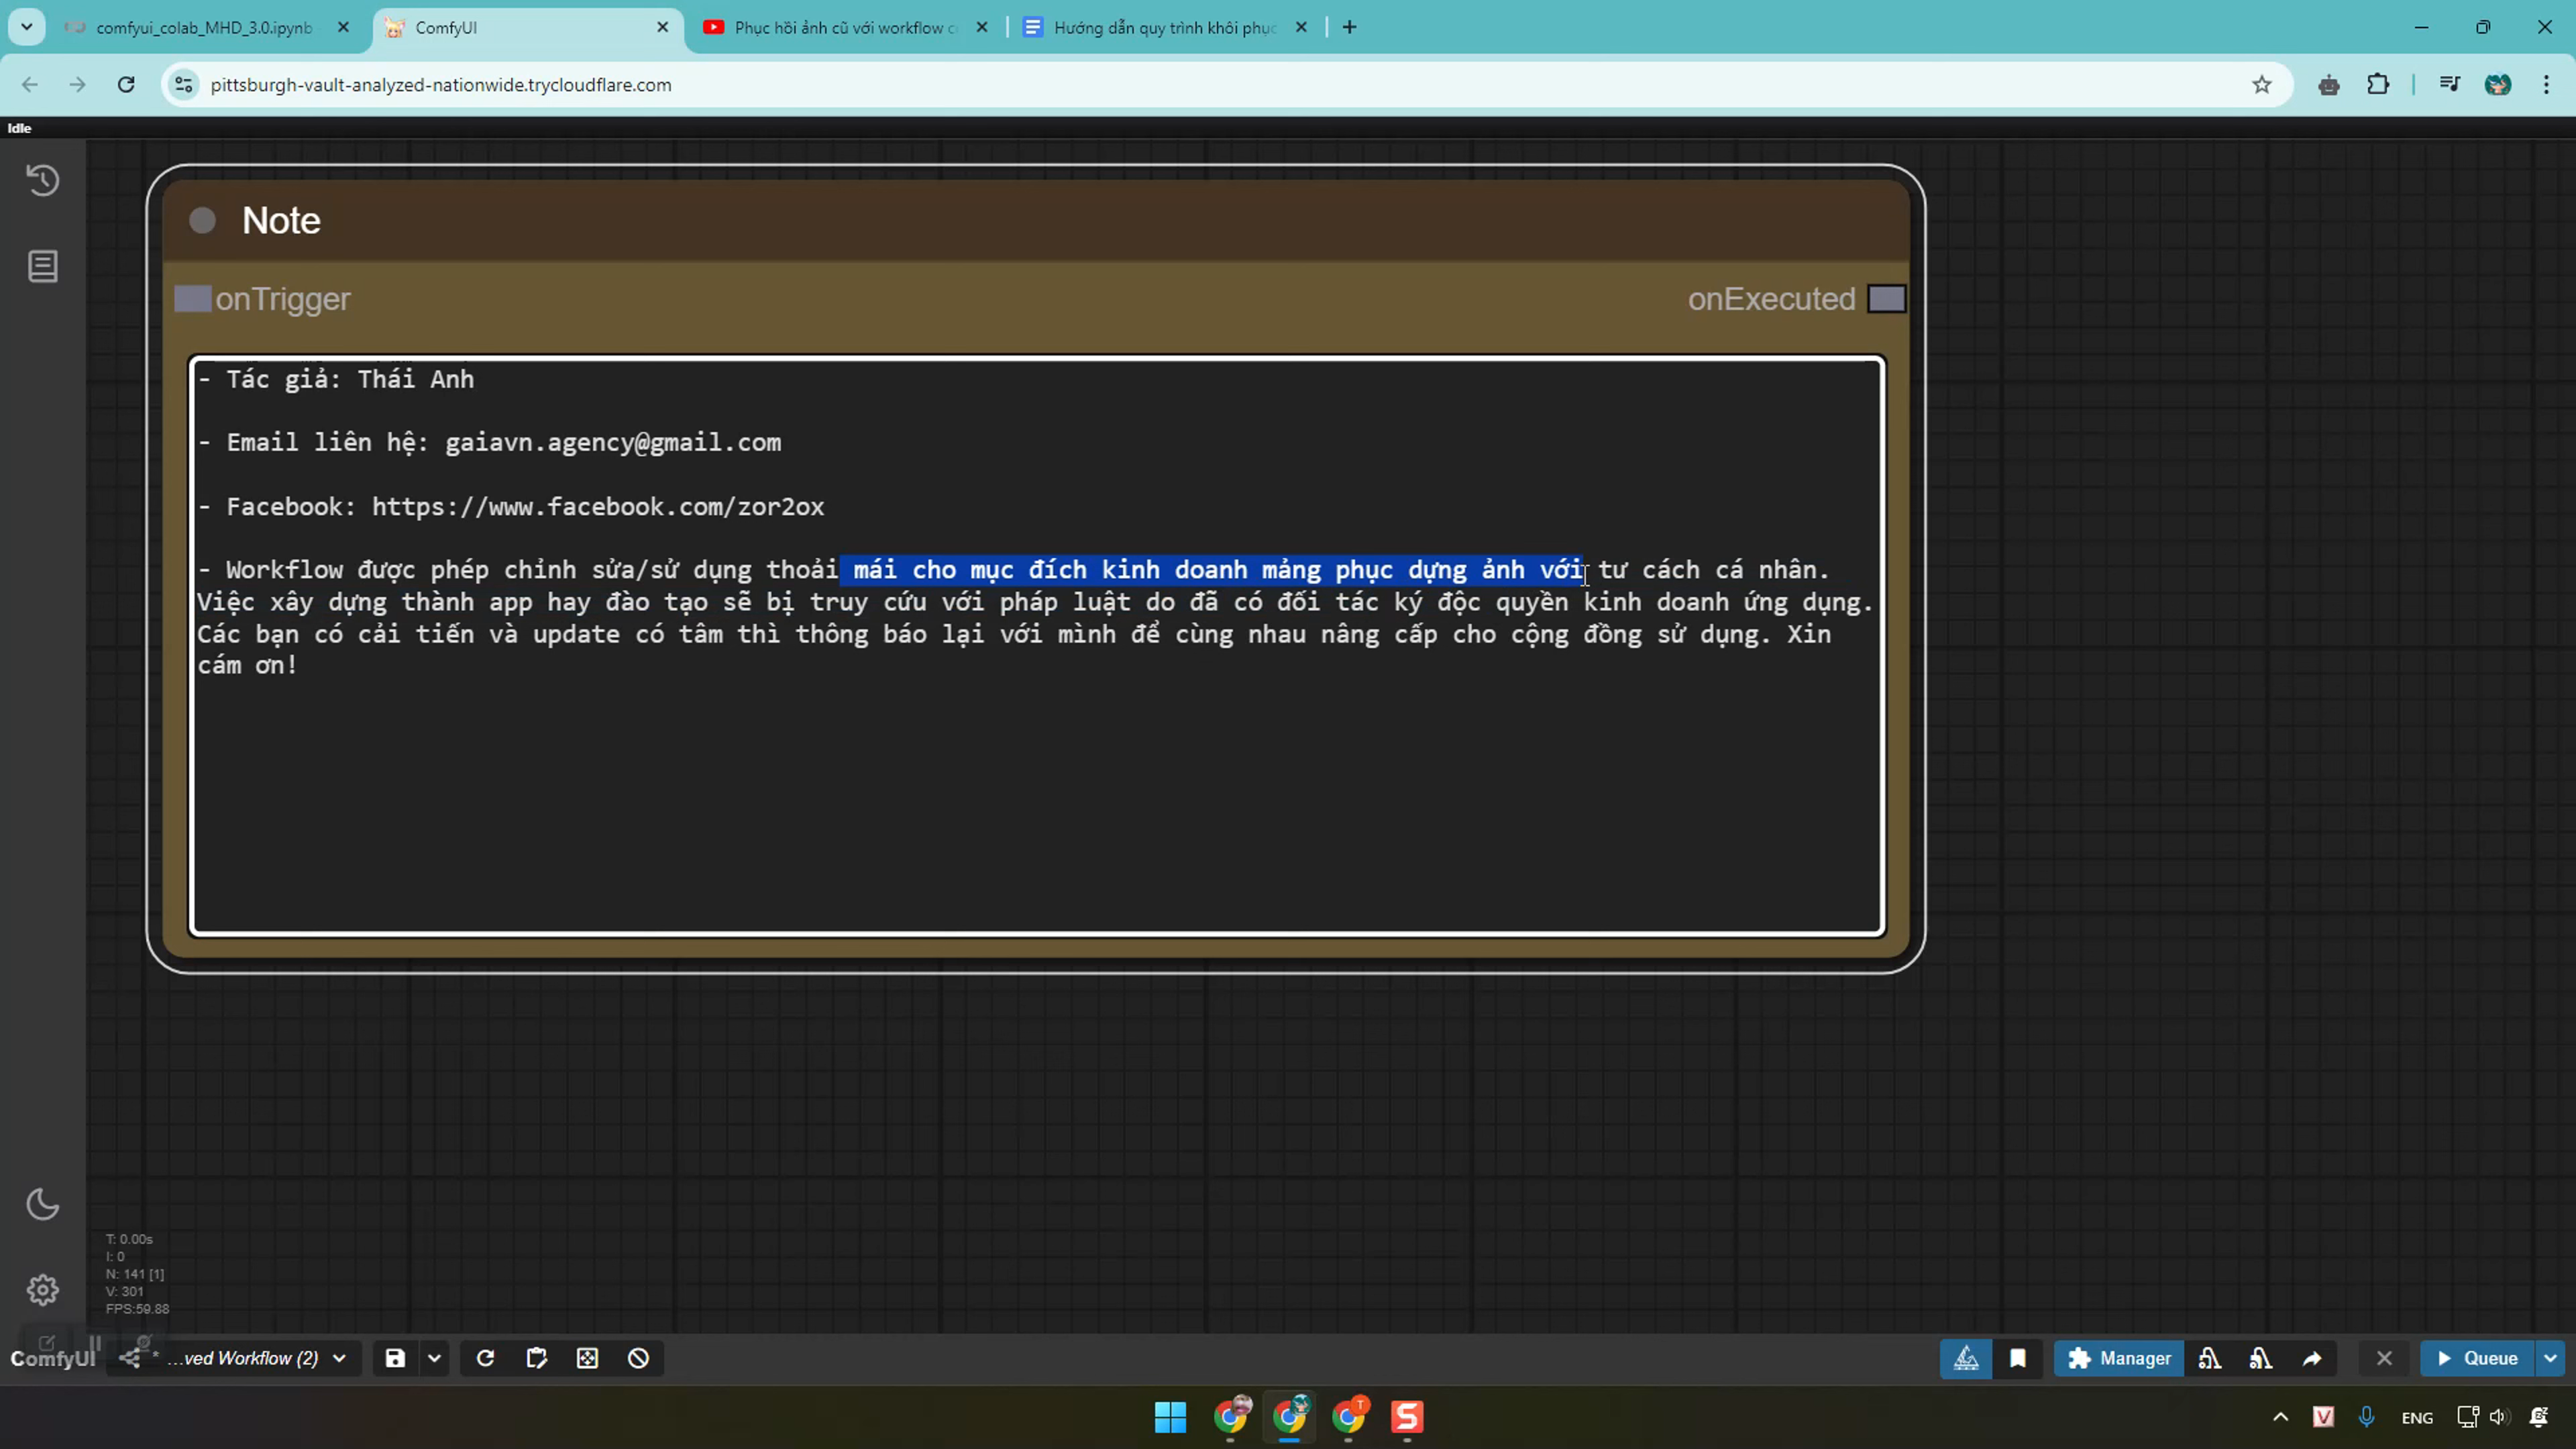 comfyui_colab_MHD_3.0.ipynb
ComfyUI
Phục hồi ảnh cũ với workflow c
Hướng dẫn quy trình khôi phục
pittsburgh-vault-analyzed-nationwide.trycloudflare.com
Idle
Note
onTrigger
onExecuted
- Tác giả: Thái Anh
- Email liên hệ: gaiavn.agency@gmail.com
- Facebook: https://www.facebook.com/zor2ox
- Workflow được phép chỉnh sửa/sử dụng thoải mái cho mục đích kinh doanh mảng phục dựng ảnh với tư cách cá nhân.
Việc xây dựng thành app hay đào tạo sẽ bị truy cứu với pháp luật do đã có đối tác ký độc quyền kinh doanh ứng dụng.
Các bạn có cải tiến và update có tâm thì thông báo lại với mình để cùng nhau nâng cấp cho cộng đồng sử dụng. Xin
cám ơn!
T: 0.00s
I: 0
N: 141 [1]
V: 301
FPS:59.88
ComfyUI
* ...ved Workflow (2)
Manager
Queue
ENG